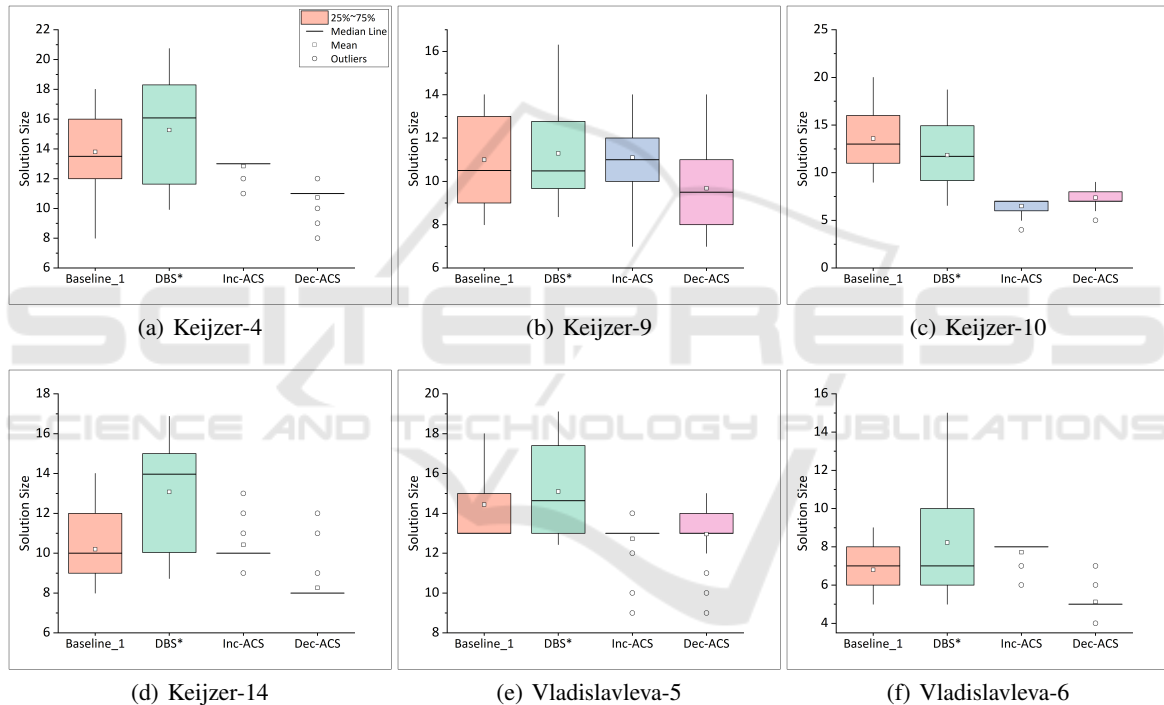 25%~75%
Median Line
Mean
Outliers
Solution Size
22
20
18
16
14
12
10
8
6
Baseline_1 DBS* Inc-ACS Dec-ACS
(a) Keijzer-4
Solution Size
16
14
12
10
8
6
Baseline_1 DBS* Inc-ACS Dec-ACS
(b) Keijzer-9
Solution Size
25
20
15
10
5
0
Baseline_1 DBS* Inc-ACS Dec-ACS
(c) Keijzer-10
SCITEPRESS
SCIENCE AND TECHNOLOGY PUBLICATIONS
Solution Size
18
16
14
12
10
8
6
Baseline_1 DBS* Inc-ACS Dec-ACS
(d) Keijzer-14
Solution Size
20
18
16
14
12
10
8
Baseline_1 DBS* Inc-ACS Dec-ACS
(e) Vladislavleva-5
Solution Size
16
14
12
10
8
6
4
Baseline_1 DBS* Inc-ACS Dec-ACS
(f) Vladislavleva-6